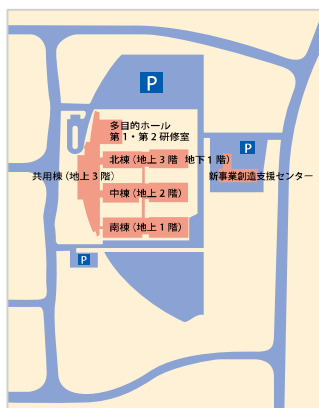 P
多目的ホール
第1・第2研修室
P
北棟（地上3階 地下1階）
共用棟（地上3階）
新事業創造支援センター
中棟（地上2階）
南棟（地上1階）
P